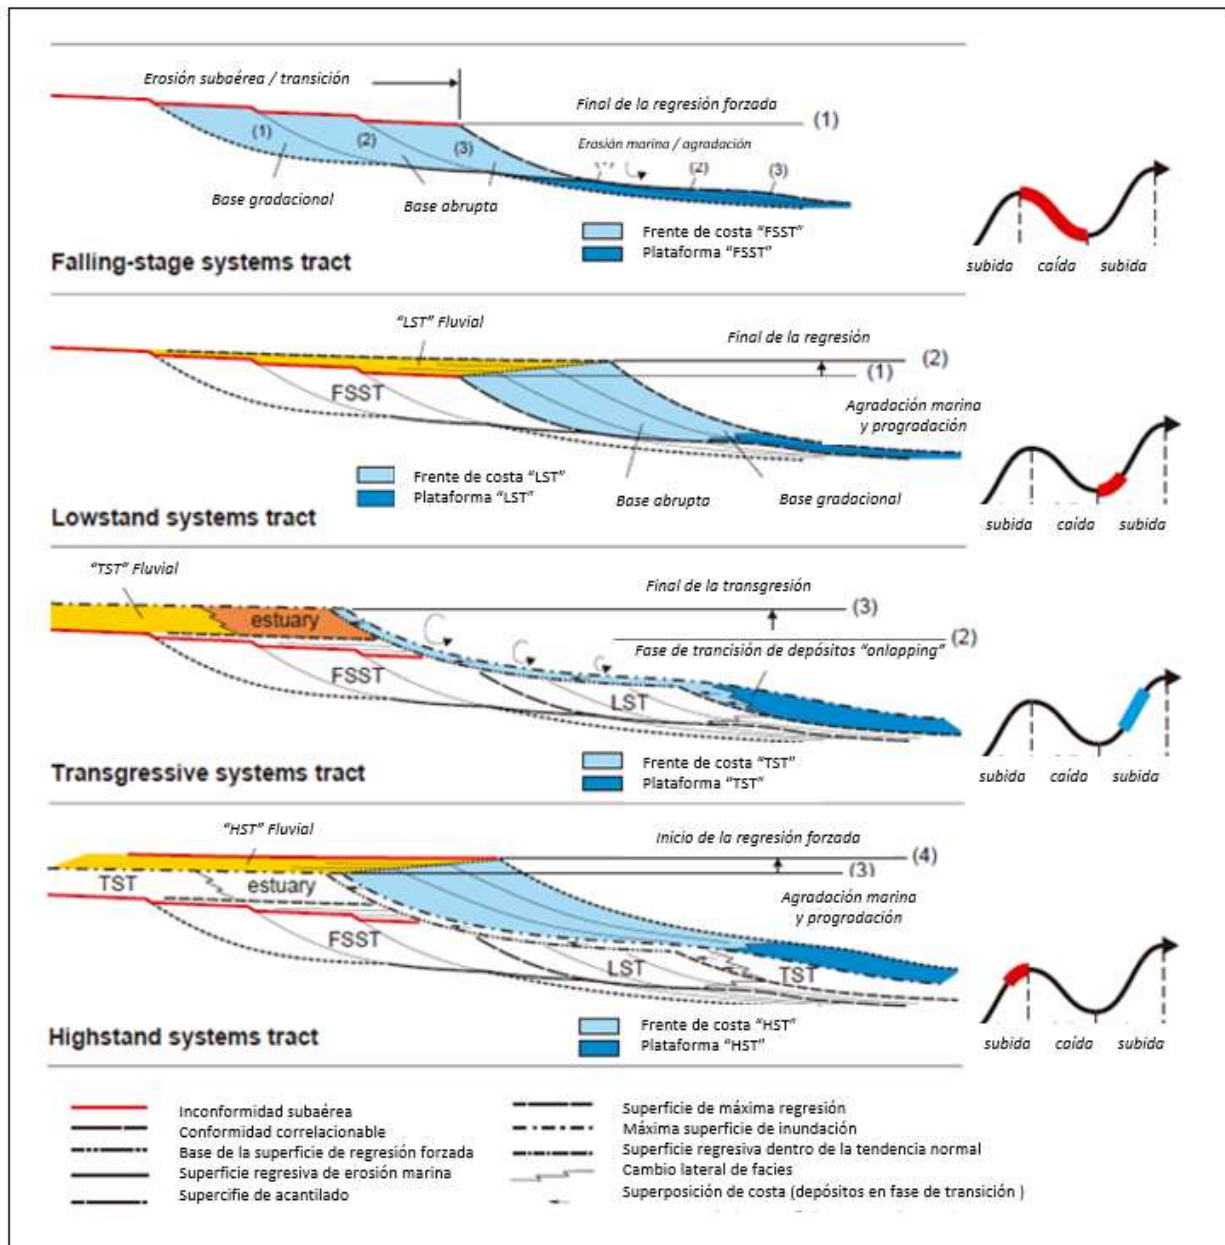 Erosión subaérea / transición
Final de la regresión forzada
(1)
Erosión marina / agradación
(1)
(2)
(3)
(2)
(3)
Base gradacional
Base abrupta
Frente de costa “FSST”
Plataforma “FSST”
Falling-stage systems tract
subida
caída
subida
“LST” Fluvial
Final de la regresión
(2)
(1)
FSST
Agradación marina
y progradación
Frente de costa “LST”
Plataforma “LST”
Base abrupta
Base gradacional
Lowstand systems tract
subida
caída
subida
“TST” Fluvial
Final de la transgresión
(3)
estuary
(2)
Fase de trancisión de depósitos “onlapping”
FSST
LST
Frente de costa “TST”
Plataforma “TST”
Transgressive systems tract
subida
caída
subida
“HST” Fluvial
Inicio de la regresión forzada
(4)
(3)
TST
estuary
Agradación marina
y progradación
FSST
LST
TST
Frente de costa “HST”
Plataforma “HST”
Highstand systems tract
subida
caída
subida
Inconformidad subaérea
Conformidad correlacionable
Base de la superficie de regresión forzada
Superficie regresiva de erosión marina
Supercifie de acantilado
Superficie de máxima regresión
Máxima superficie de inundación
Superficie regresiva dentro de la tendencia normal
Cambio lateral de facies
Superposición de costa (depósitos en fase de transición )